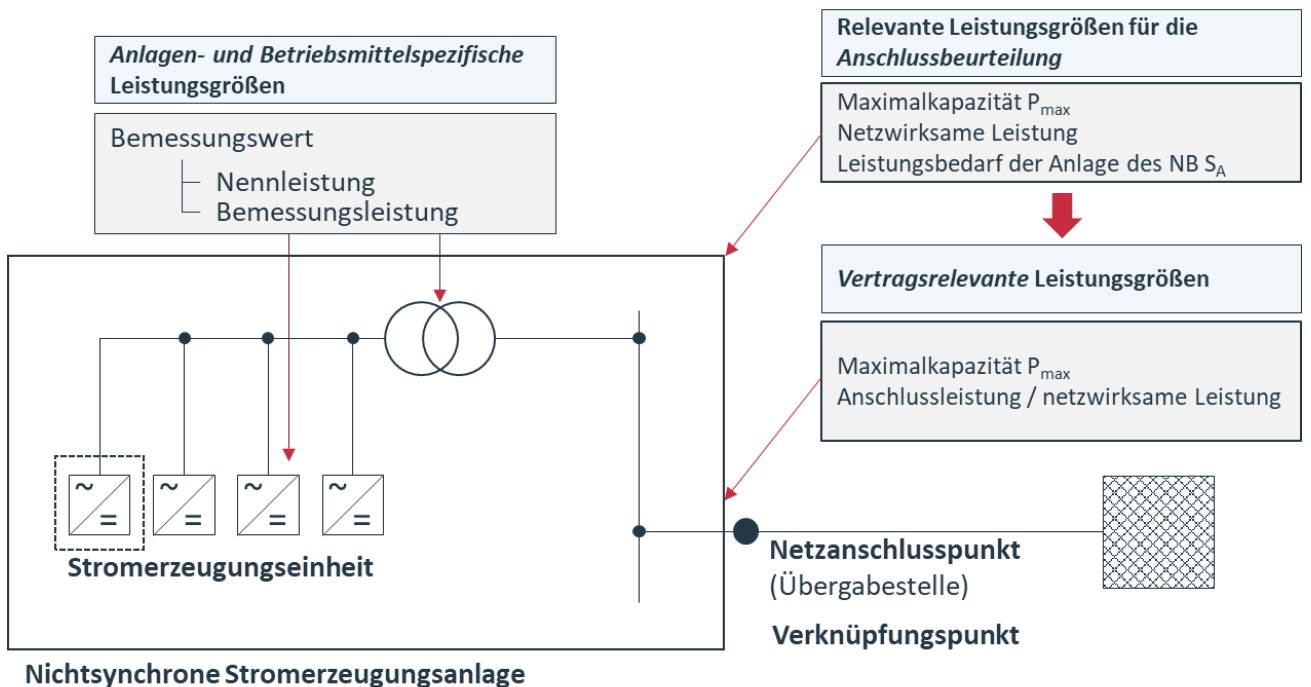 Anlagen- und Betriebsmittelspezifische
Leistungsgrößen
Bemessungswert
Nennleistung
Bemessungsleistung
Relevante Leistungsgrößen für die
Anschlussbeurteilung
Maximalkapazität Pmax
Netzwirksame Leistung
Leistungsbedarf der Anlage des NB SA
Vertragsrelevante Leistungsgrößen
Maximalkapazität Pmax
Anschlussleistung / netzwirksame Leistung
~
=
~
=
~
=
~
=
Stromerzeugungseinheit
Netzanschlusspunkt
(Übergabestelle)
Verknüpfungspunkt
Nichtsynchrone Stromerzeugungsanlage